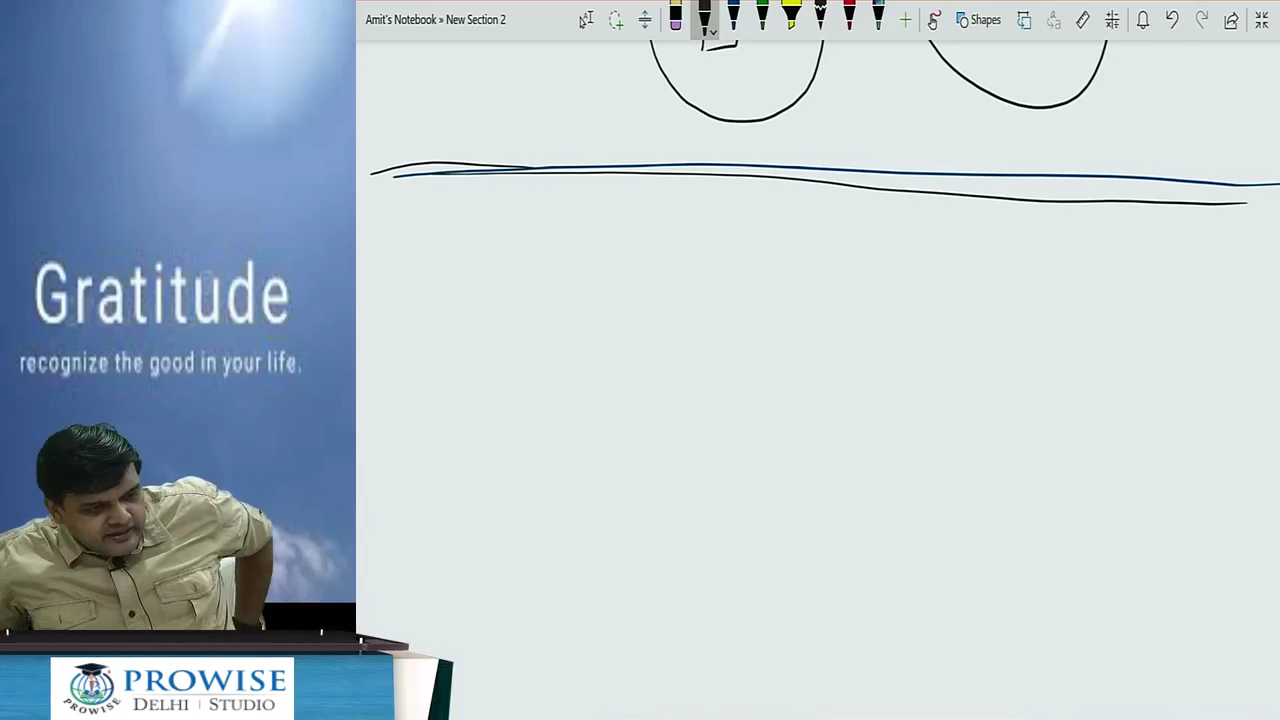 Amit's Notebook » New Section 2
Shapes
Gratitude
recognize the good in your life.
PROWISE
PROWISE
DELHI | STUDIO